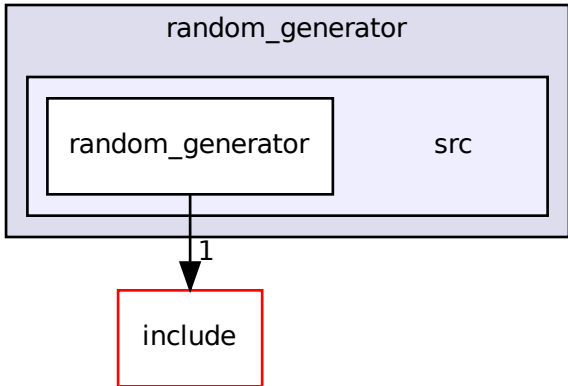 random_generator
random_generator
src
1
include